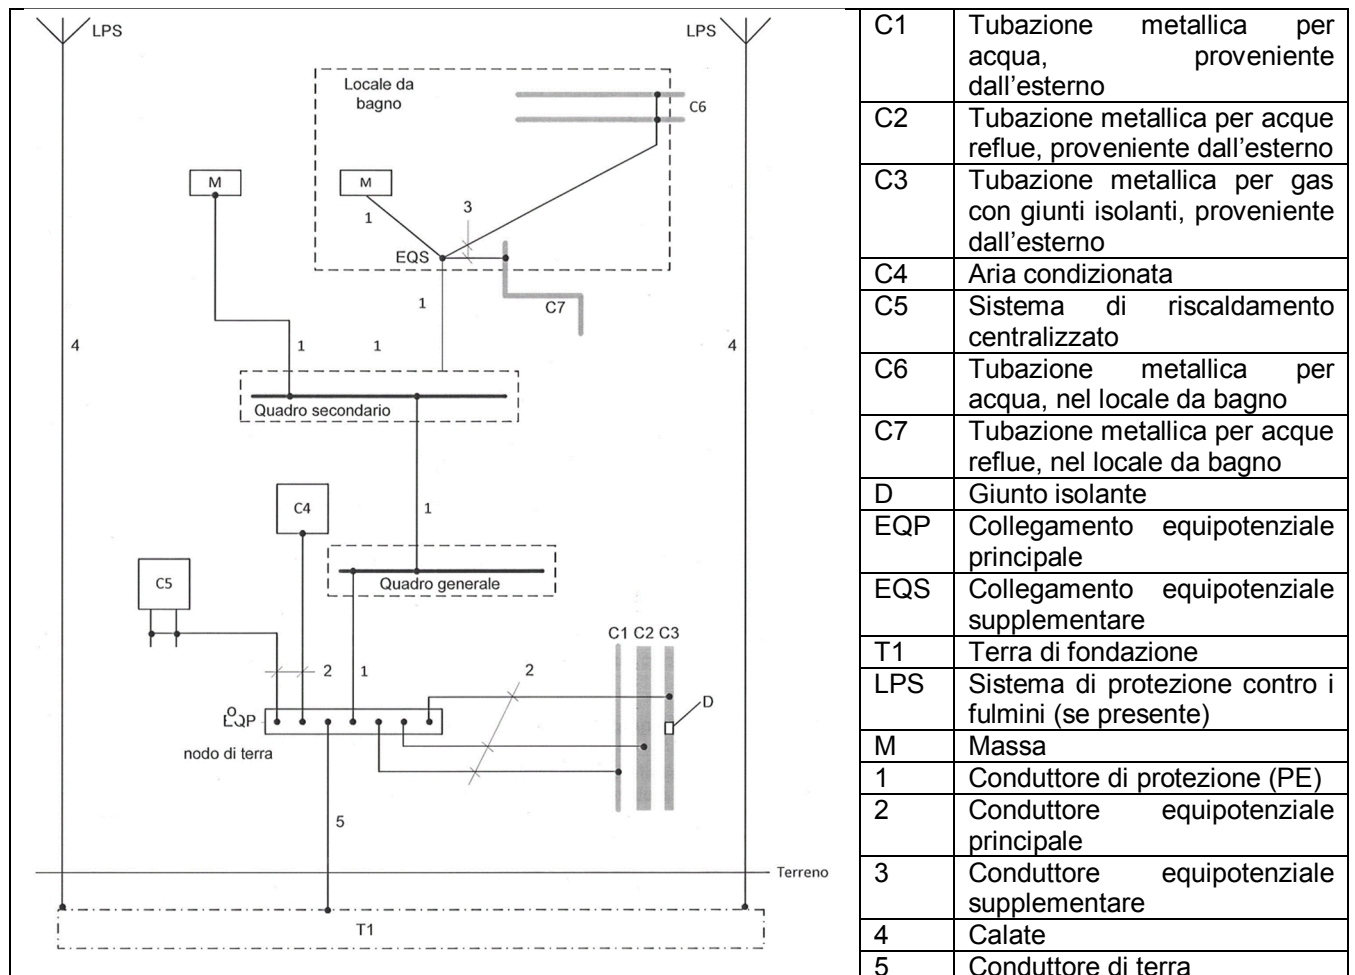 LPS
LPS
Locale da
bagno
C6
M
M
1
3
EQS
1
C7
4
1
1
4
Quadro secondario
C4
1
C5
Quadro generale
C1 C2 C3
2
1
2
D
EQP
nodo di terra
5
Terreno
T1
C1 Tubazione metallica per
acqua, proveniente
dall’esterno
C2 Tubazione metallica per acque
reflue, proveniente dall’esterno
C3 Tubazione metallica per gas
con giunti isolanti, proveniente
dall’esterno
C4 Aria condizionata
C5 Sistema di riscaldamento
centralizzato
C6 Tubazione metallica per
acqua, nel locale da bagno
C7 Tubazione metallica per acque
reflue, nel locale da bagno
D Giunto isolante
EQP Collegamento equipotenziale
principale
EQS Collegamento equipotenziale
supplementare
T1 Terra di fondazione
LPS Sistema di protezione contro i
fulmini (se presente)
M Massa
1 Conduttore di protezione (PE)
2 Conduttore equipotenziale
principale
3 Conduttore equipotenziale
supplementare
4 Calate
5 Conduttore di terra